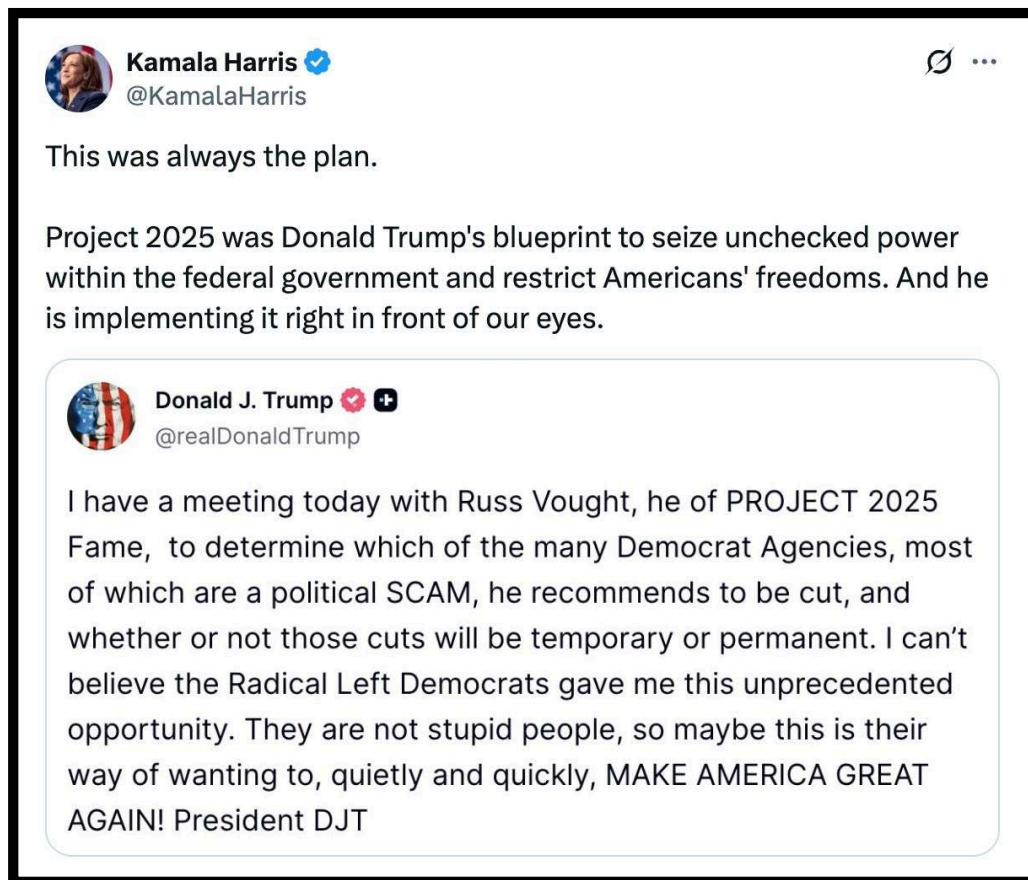 Kamala Harris
@KamalaHarris
This was always the plan.
Project 2025 was Donald Trump's blueprint to seize unchecked power
within the federal government and restrict Americans' freedoms. And he
is implementing it right in front of our eyes.
Donald J. Trump
@realDonaldTrump
I have a meeting today with Russ Vought, he of PROJECT 2025
Fame,  to determine which of the many Democrat Agencies, most
of which are a political SCAM, he recommends to be cut, and
whether or not those cuts will be temporary or permanent. I can’t
believe the Radical Left Democrats gave me this unprecedented
opportunity. They are not stupid people, so maybe this is their
way of wanting to, quietly and quickly, MAKE AMERICA GREAT
AGAIN! President DJT